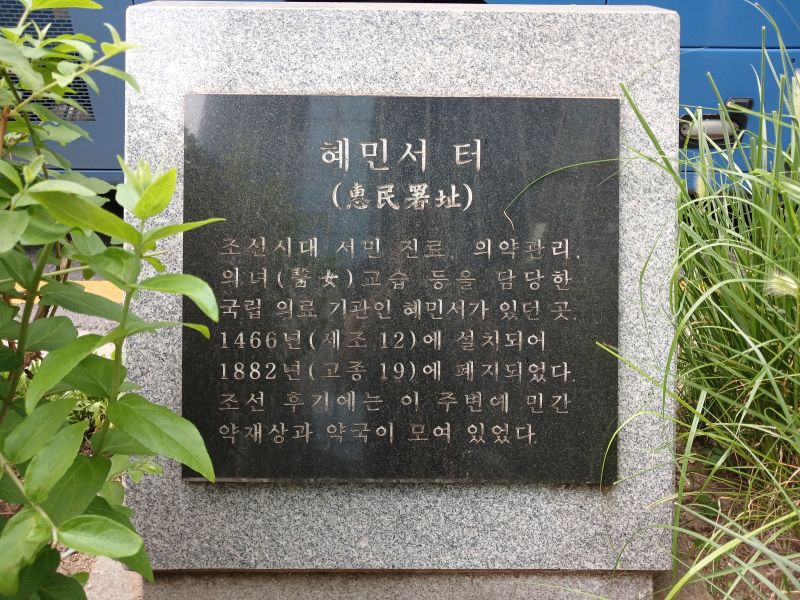 혜민서 터
(惠民署址)
조선시대 서민 진료, 의약관리,
의녀(醫女)교습 등을 담당한
국립 의료 기관인 혜민서가 있던 곳.
1466년(세조 12)에 설치되어
1882년(고종 19)에 폐지되었다.
조선 후기에는 이 주변에 민간
약재상과 약국이 모여 있었다.